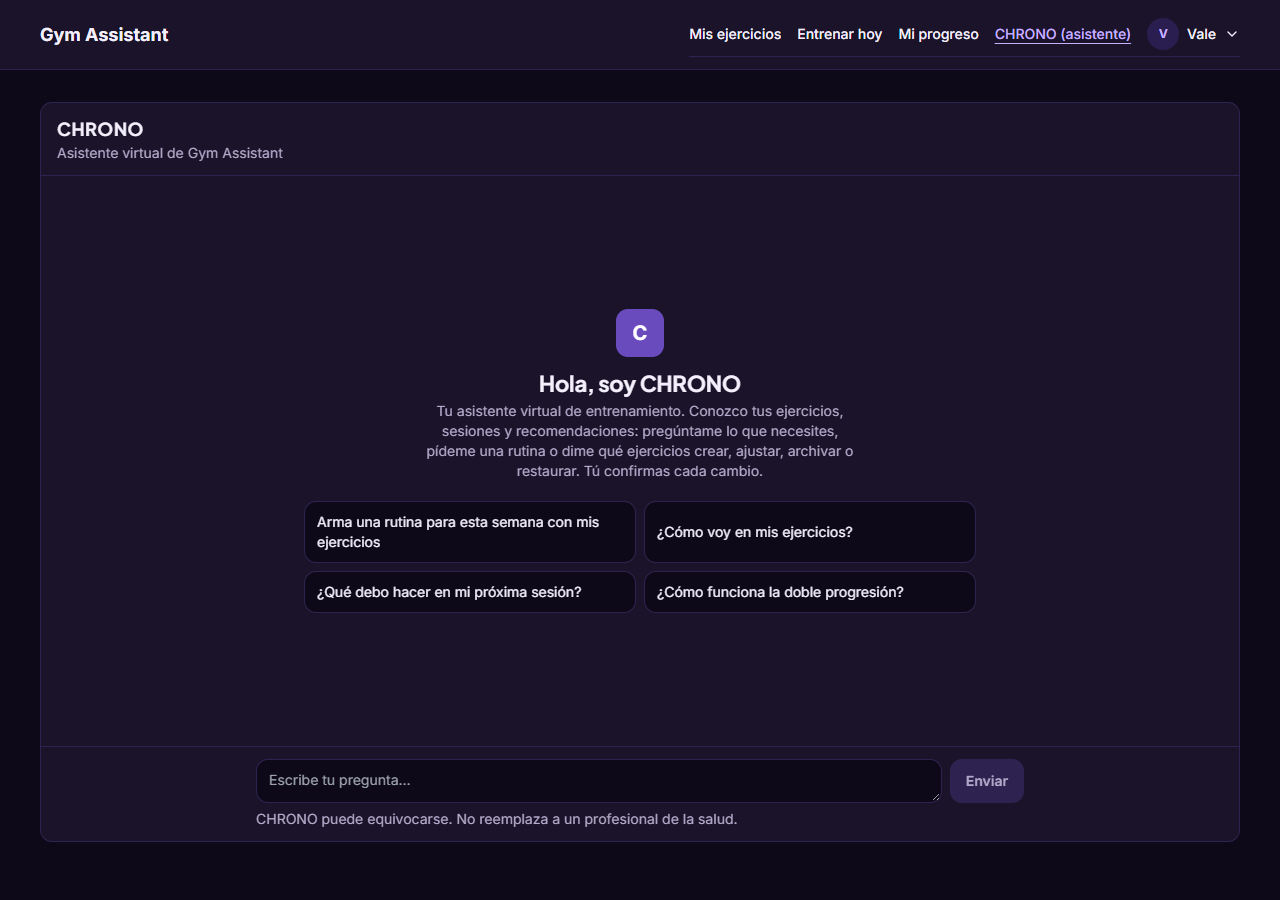 Gym Assistant
Mis ejercicios
Entrenar hoy
Mi progreso
CHRONO (asistente)
V
Vale
CHRONO
Asistente virtual de Gym Assistant
C
Hola, soy CHRONO
Tu asistente virtual de entrenamiento. Conozco tus ejercicios,
sesiones y recomendaciones: pregúntame lo que necesites,
pídeme una rutina o dime qué ejercicios crear, ajustar, archivar o
restaurar. Tú confirmas cada cambio.
Arma una rutina para esta semana con mis
ejercicios
¿Cómo voy en mis ejercicios?
¿Qué debo hacer en mi próxima sesión?
¿Cómo funciona la doble progresión?
Escribe tu pregunta...
Enviar
CHRONO puede equivocarse. No reemplaza a un profesional de la salud.